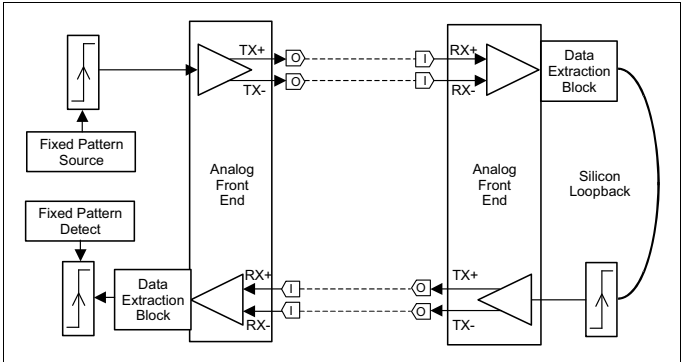 TX+
O
TX-
O
I
RX+
I
RX-
Data
Extraction
Block
Fixed Pattern
Source
Analog
Front
End
Analog
Front
End
Silicon
Loopback
Fixed Pattern
Detect
Data
Extraction
Block
RX+
I
RX-
I
O
TX+
O
TX-